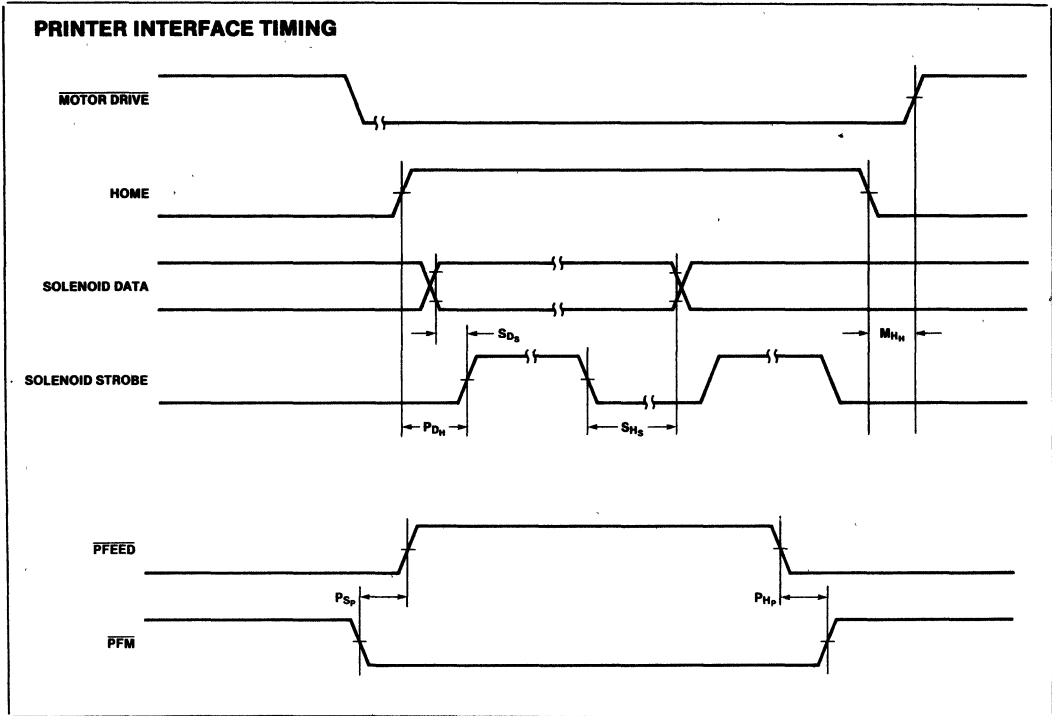 PRINTER INTERFACE TIMING
MOTOR DRIVE
HOME
SOLENOID DATA
SDS
MHH
SOLENOID STROBE
PDH
SHS
PFEED
PSP
PHP
PFM